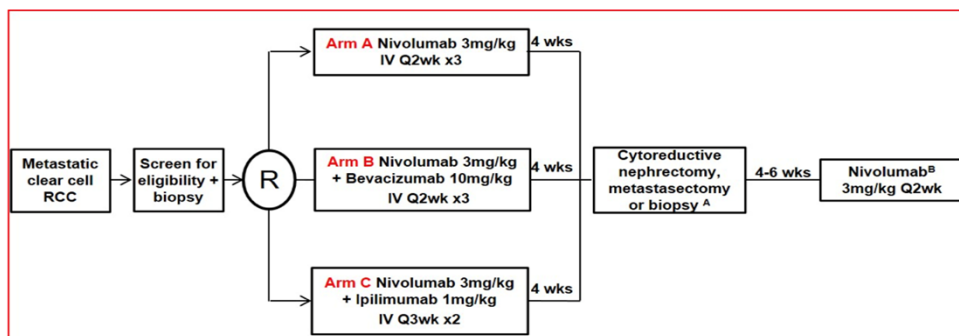 Metastatic
clear cell
RCC
Screen for
eligibility +
biopsy
R
Arm A Nivolumab 3mg/kg
IV Q2wk x3
4 wks
Arm B Nivolumab 3mg/kg
+ Bevacizumab 10mg/kg
IV Q2wk x3
4 wks
Arm C Nivolumab 3mg/kg
+ Ipilimumab 1mg/kg
IV Q3wk x2
4 wks
Cytoreductive
nephrectomy,
metastasectomy
or biopsy ᴬ
4-6 wks
Nivolumabᴮ
3mg/kg Q2wk